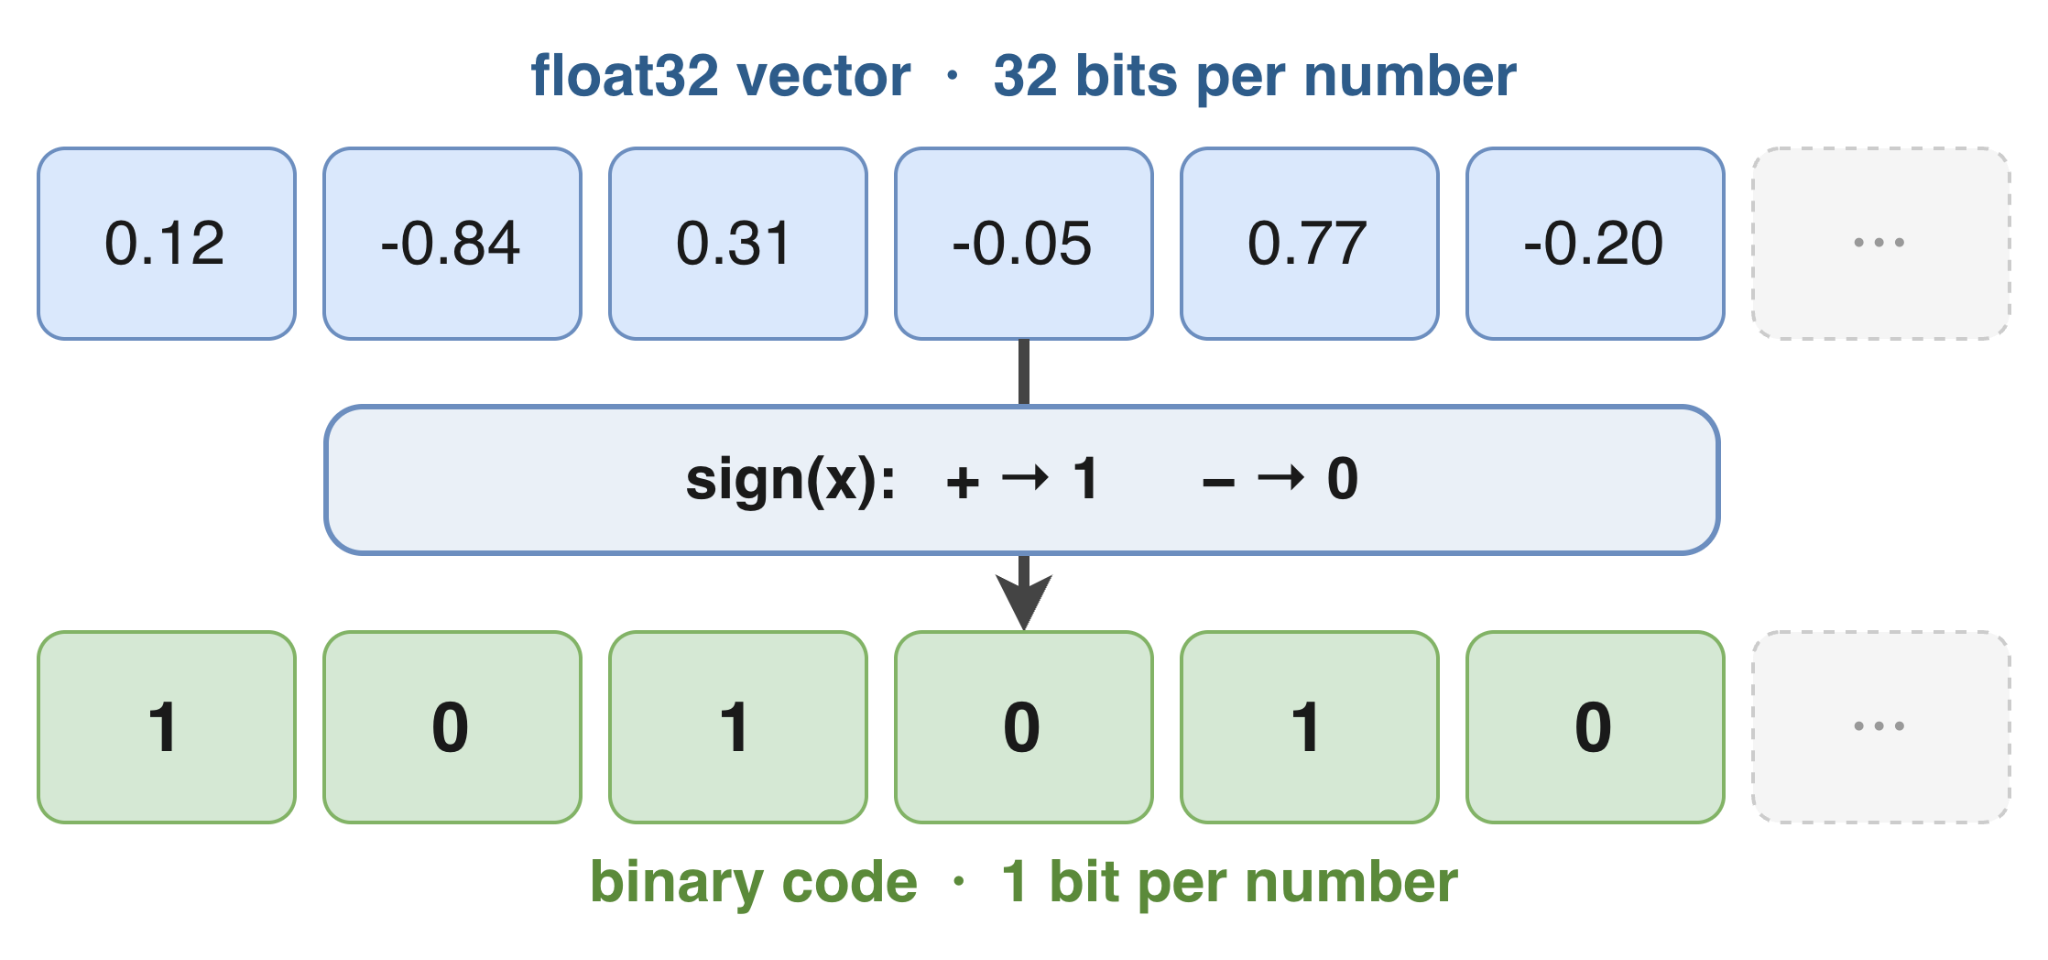 float32 vector · 32 bits per number
0.12 -0.84 0.31 -0.05 0.77 -0.20 ...
sign(x): + → 1 – → 0
1 0 1 0 1 0 ...
binary code · 1 bit per number